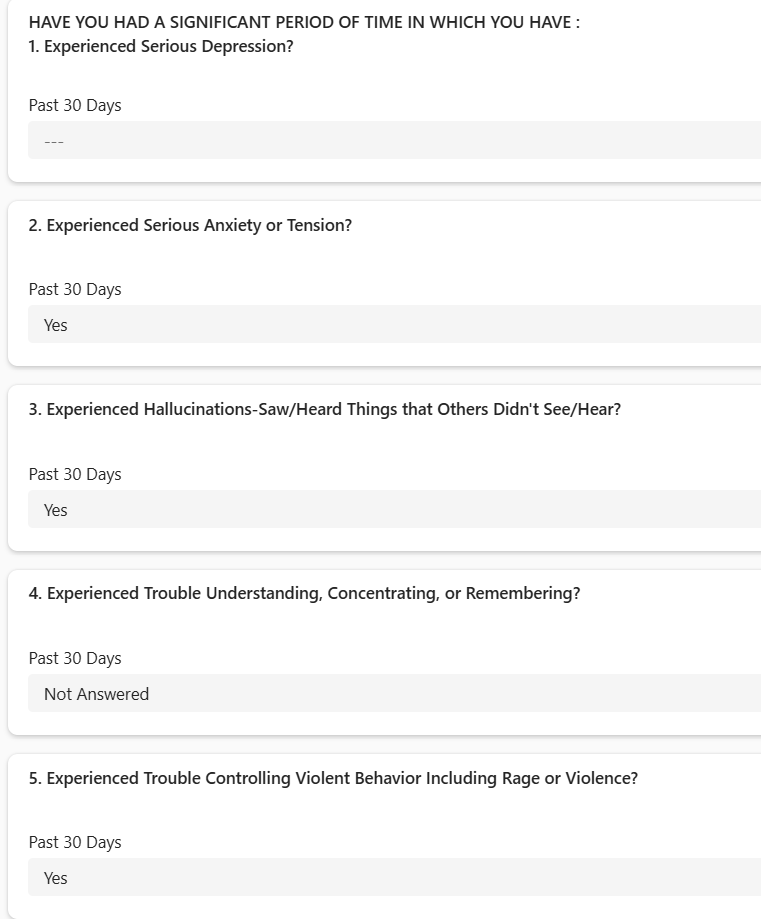 HAVE YOU HAD A SIGNIFICANT PERIOD OF TIME IN WHICH YOU HAVE :
1. Experienced Serious Depression?
Past 30 Days
---
2. Experienced Serious Anxiety or Tension?
Past 30 Days
Yes
3. Experienced Hallucinations-Saw/Heard Things that Others Didn't See/Hear?
Past 30 Days
Yes
4. Experienced Trouble Understanding, Concentrating, or Remembering?
Past 30 Days
Not Answered
5. Experienced Trouble Controlling Violent Behavior Including Rage or Violence?
Past 30 Days
Yes